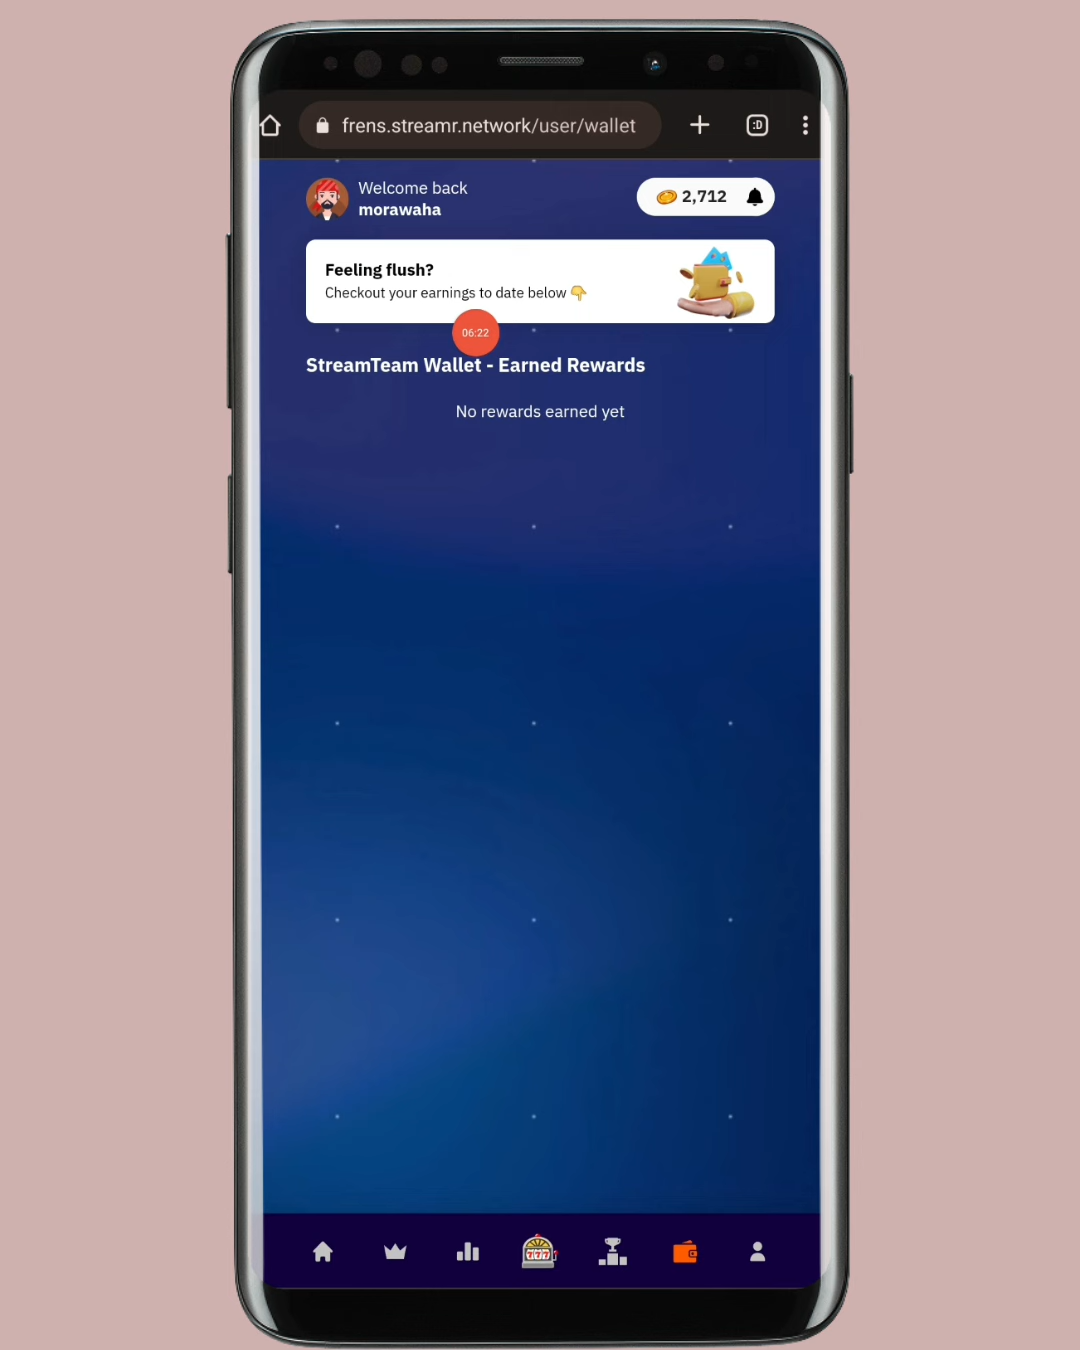 frens.streamr.network/user/wallet
:D
Welcome back
morawaha
2,712
Feeling flush?
Checkout your earnings to date below 👇
06:22
StreamTeam Wallet - Earned Rewards
No rewards earned yet
777